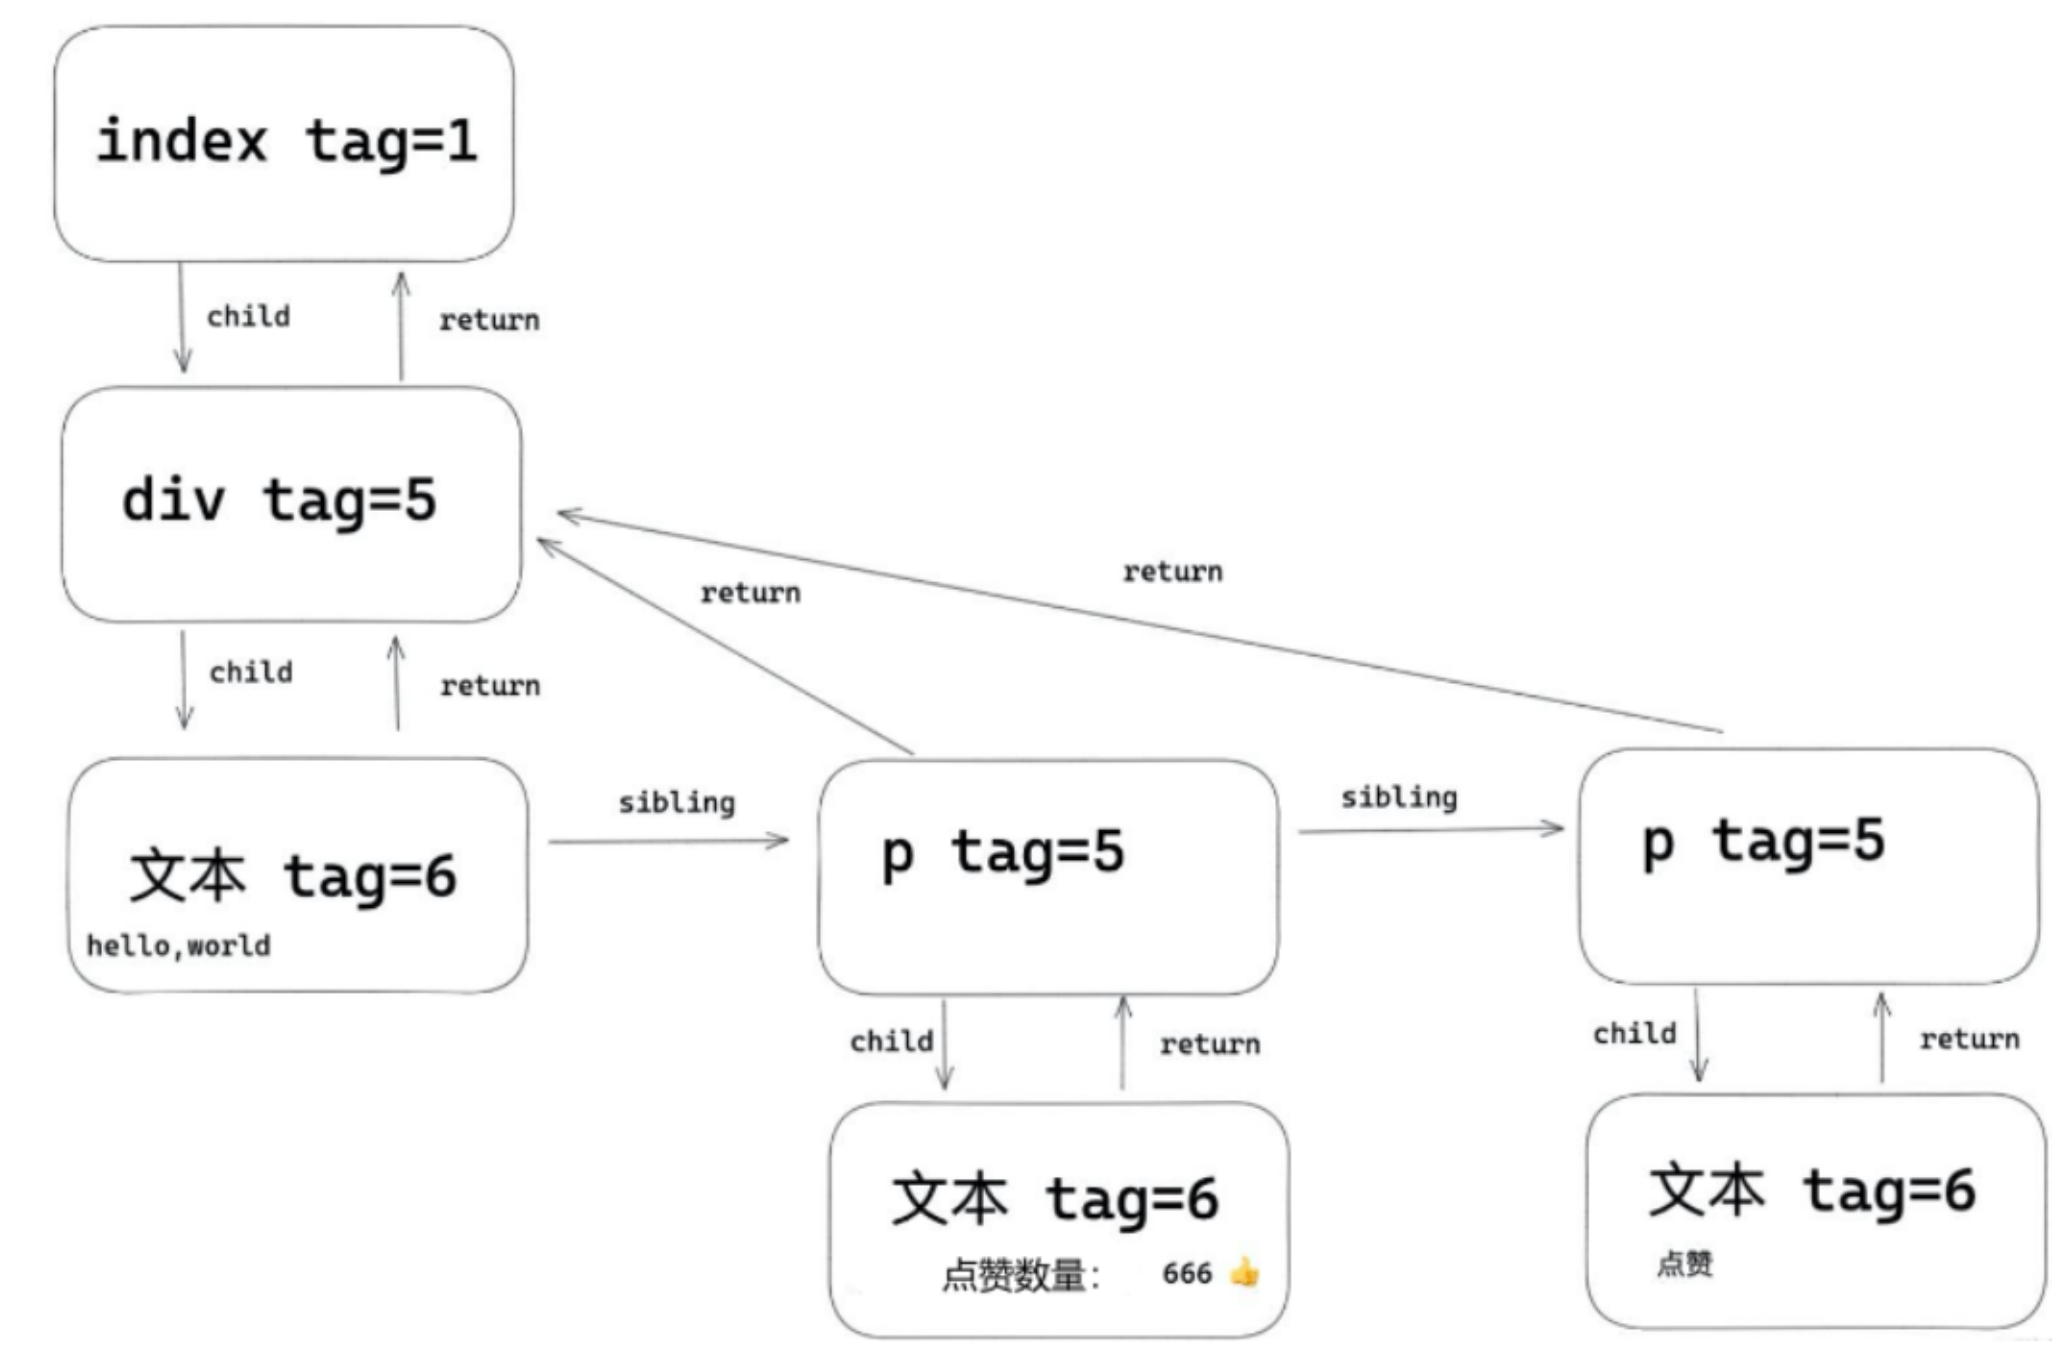 index tag=1
child
return
div tag=5
return
return
child
return
文本 tag=6
hello,world
sibling
p tag=5
sibling
p tag=5
child
return
child
return
文本 tag=6
点赞数量: 666 👍
文本 tag=6
点赞